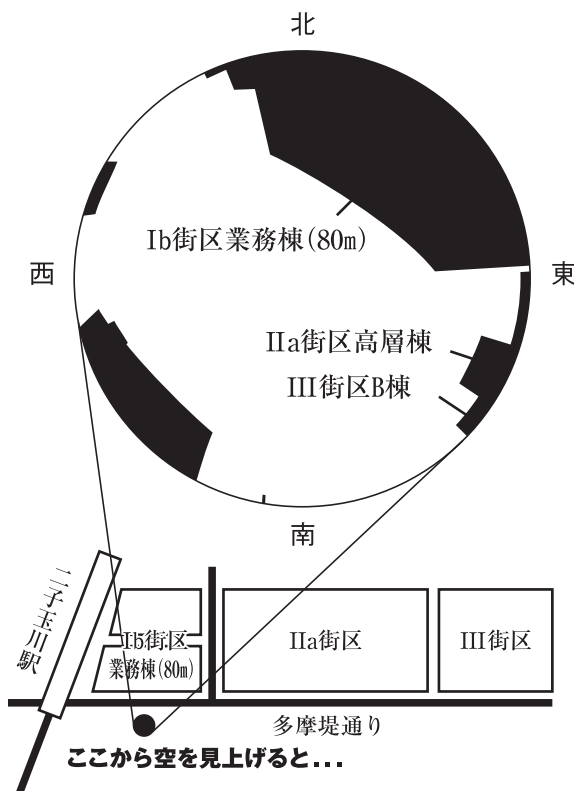 北
Ib街区業務棟(80m)
西
東
IIa街区高層棟
III街区B棟
南
二子玉川駅
Ib街区
業務棟(80m)
IIa街区
III街区
多摩堤通り
ここから空を見上げると...